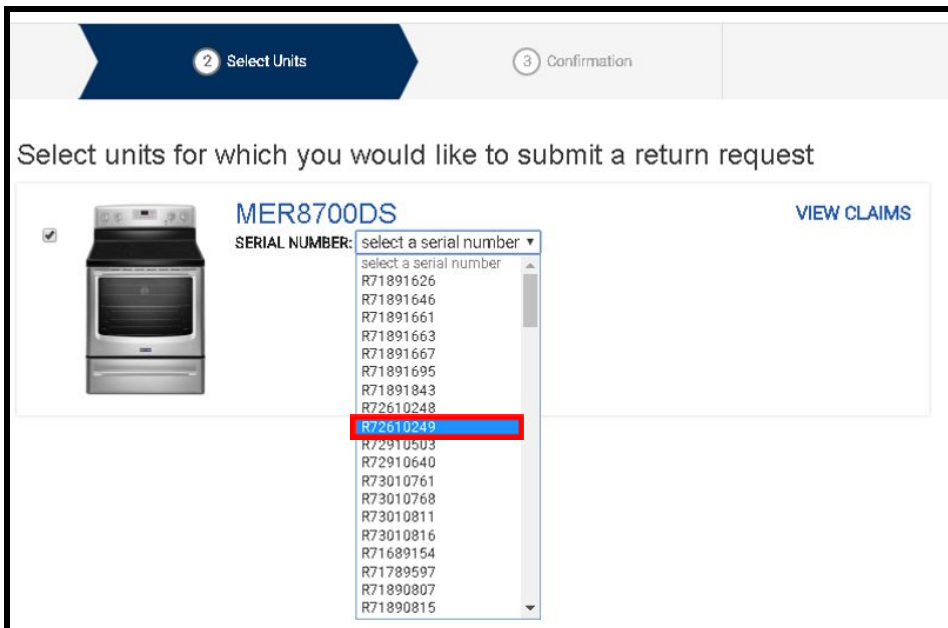 2 Select Units
3 Confirmation
Select units for which you would like to submit a return request
MER8700DS
VIEW CLAIMS
SERIAL NUMBER: select a serial number
select a serial number
R71891626
R71891646
R71891661
R71891663
R71891667
R71891695
R71891843
R72610248
R72610249
R72910503
R72910640
R73010761
R73010768
R73010811
R73010816
R71689154
R71789597
R71890807
R71890815